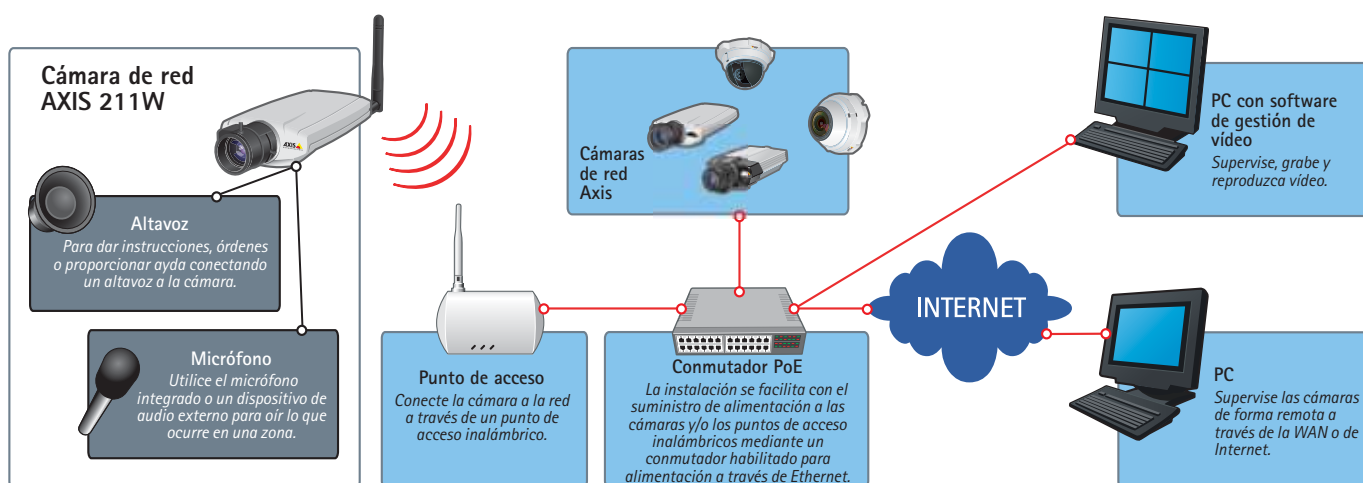 Cámara de red
AXIS 211W
AXIS
Altavoz
Para dar instrucciones, órdenes
o proporcionar ayda conectando
un altavoz a la cámara.
Micrófono
Utilice el micrófono
integrado o un dispositivo de
audio externo para oír lo que
ocurre en una zona.
Punto de acceso
Conecte la cámara a la red
a través de un punto de
acceso inalámbrico.
Cámaras
de red
Axis
Conmutador PoE
La instalación se facilita con el
suministro de alimentación a las
cámaras y/o los puntos de acceso
inalámbricos mediante un
conmutador habilitado para
alimentación a través de Ethernet.
INTERNET
PC con software
de gestión de
vídeo
Supervise, grabe y
reproduzca vídeo.
PC
Supervise las cámaras
de forma remota a
través de la WAN o de
Internet.